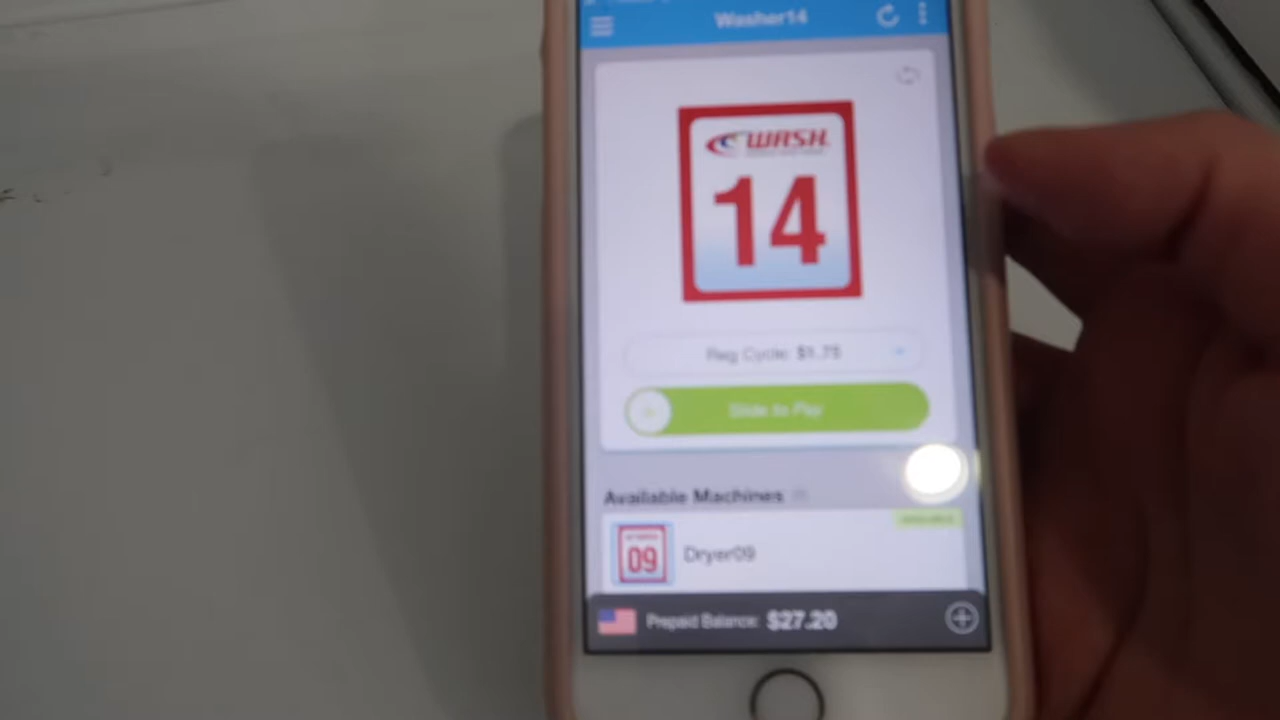 Washer14
WASH
14
Reg Cycle: $1.75
Slide to Pay
Available Machines
09
Dryer09
Prepaid Balance: $27.20